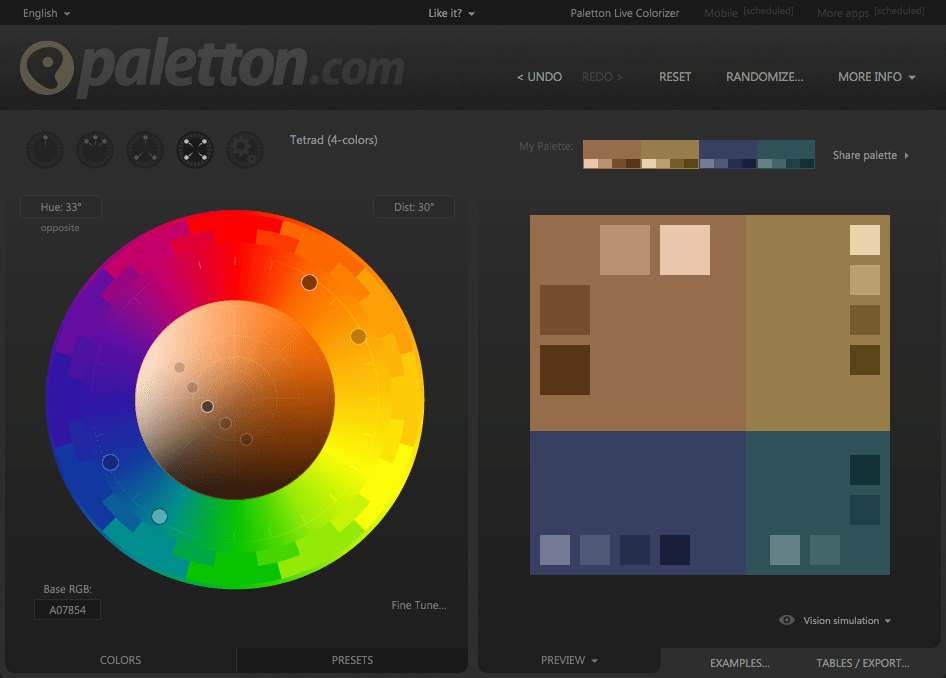 English
Like it?
Paletton Live Colorizer
Mobile [scheduled]
More apps [scheduled]
paletton.com
< UNDO
REDO >
RESET
RANDOMIZE...
MORE INFO
Tetrad (4-colors)
My Palette:
Share palette
Hue: 33°
opposite
Dist: 30°
Base RGB:
A07854
Fine Tune...
Vision simulation
COLORS
PRESETS
PREVIEW
EXAMPLES...
TABLES / EXPORT...